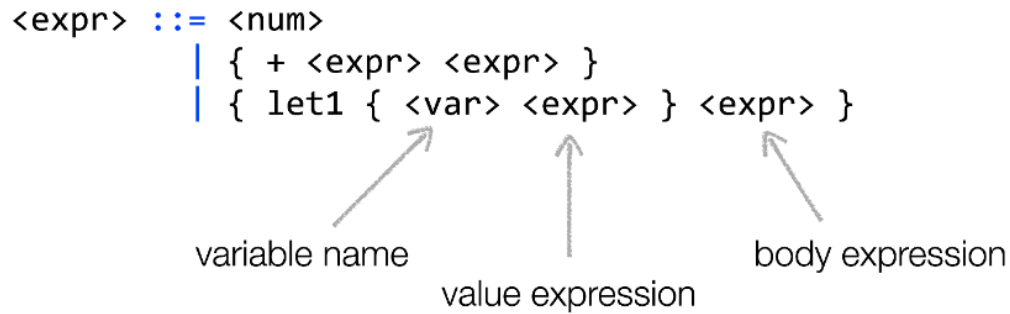 <expr> ::= <num>
| { + <expr> <expr> }
| { let1 { <var> <expr> } <expr> }
variable name
value expression
body expression